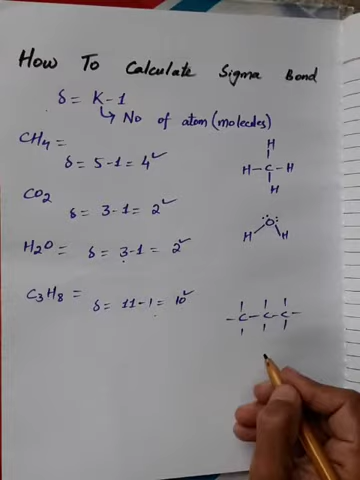 How To Calculate Sigma Bond
δ = K-1
↳ No of atom (molecules)
CH4 =
δ = 5-1 = 4✓
CO2
δ = 3-1 = 2✓
H2O = δ = 3-1 = 2✓
C3H8 =
δ = 11-1 = 10✓
H
H-C-H
H
O
H H
-C-C-C-